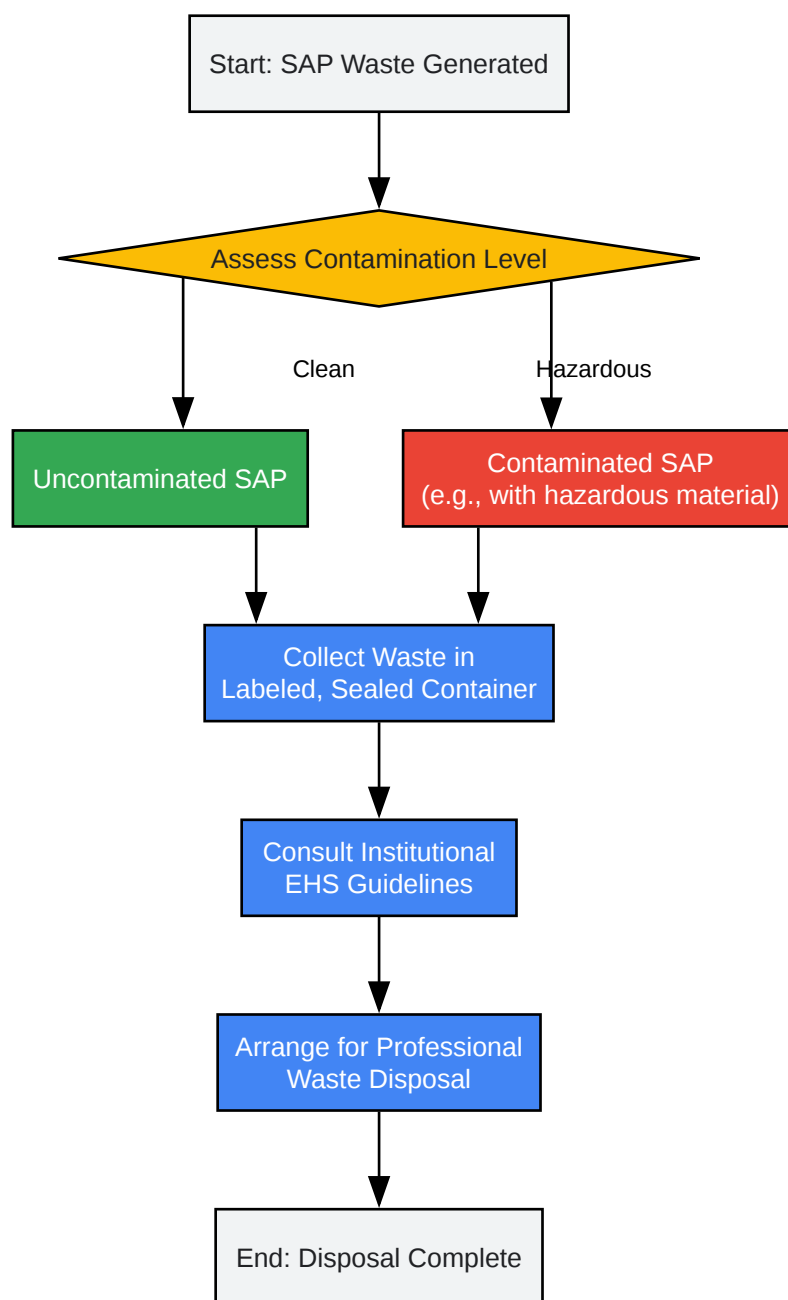 Start: SAP Waste Generated
Assess Contamination Level
Clean
Hazardous
Uncontaminated SAP
Contaminated SAP
(e.g., with hazardous material)
Collect Waste in
Labeled, Sealed Container
Consult Institutional
EHS Guidelines
Arrange for Professional
Waste Disposal
End: Disposal Complete